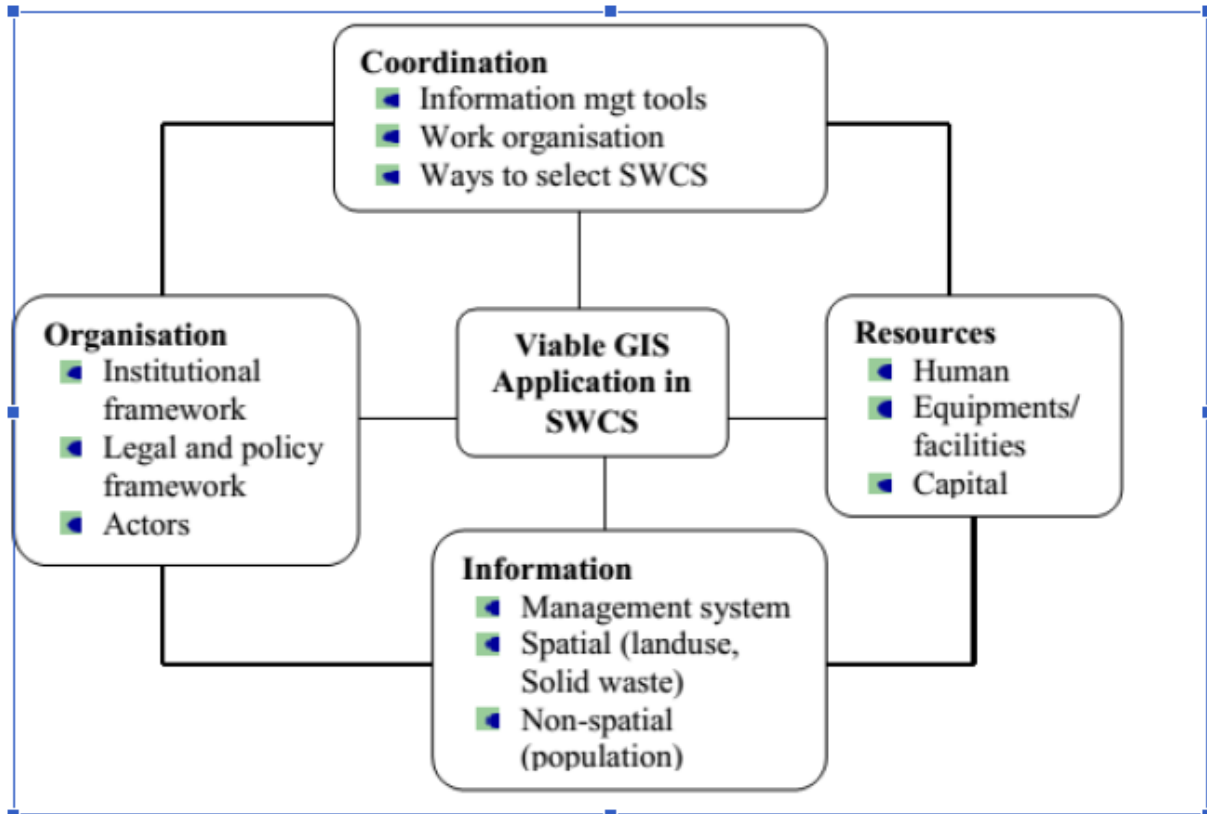 Coordination
Information mgt tools
Work organisation
Ways to select SWCS
Organisation
Institutional
framework
Legal and policy
framework
Actors
Viable GIS
Application in
SWCS
Resources
Human
Equipments/
facilities
Capital
Information
Management system
Spatial (landuse,
Solid waste)
Non-spatial
(population)